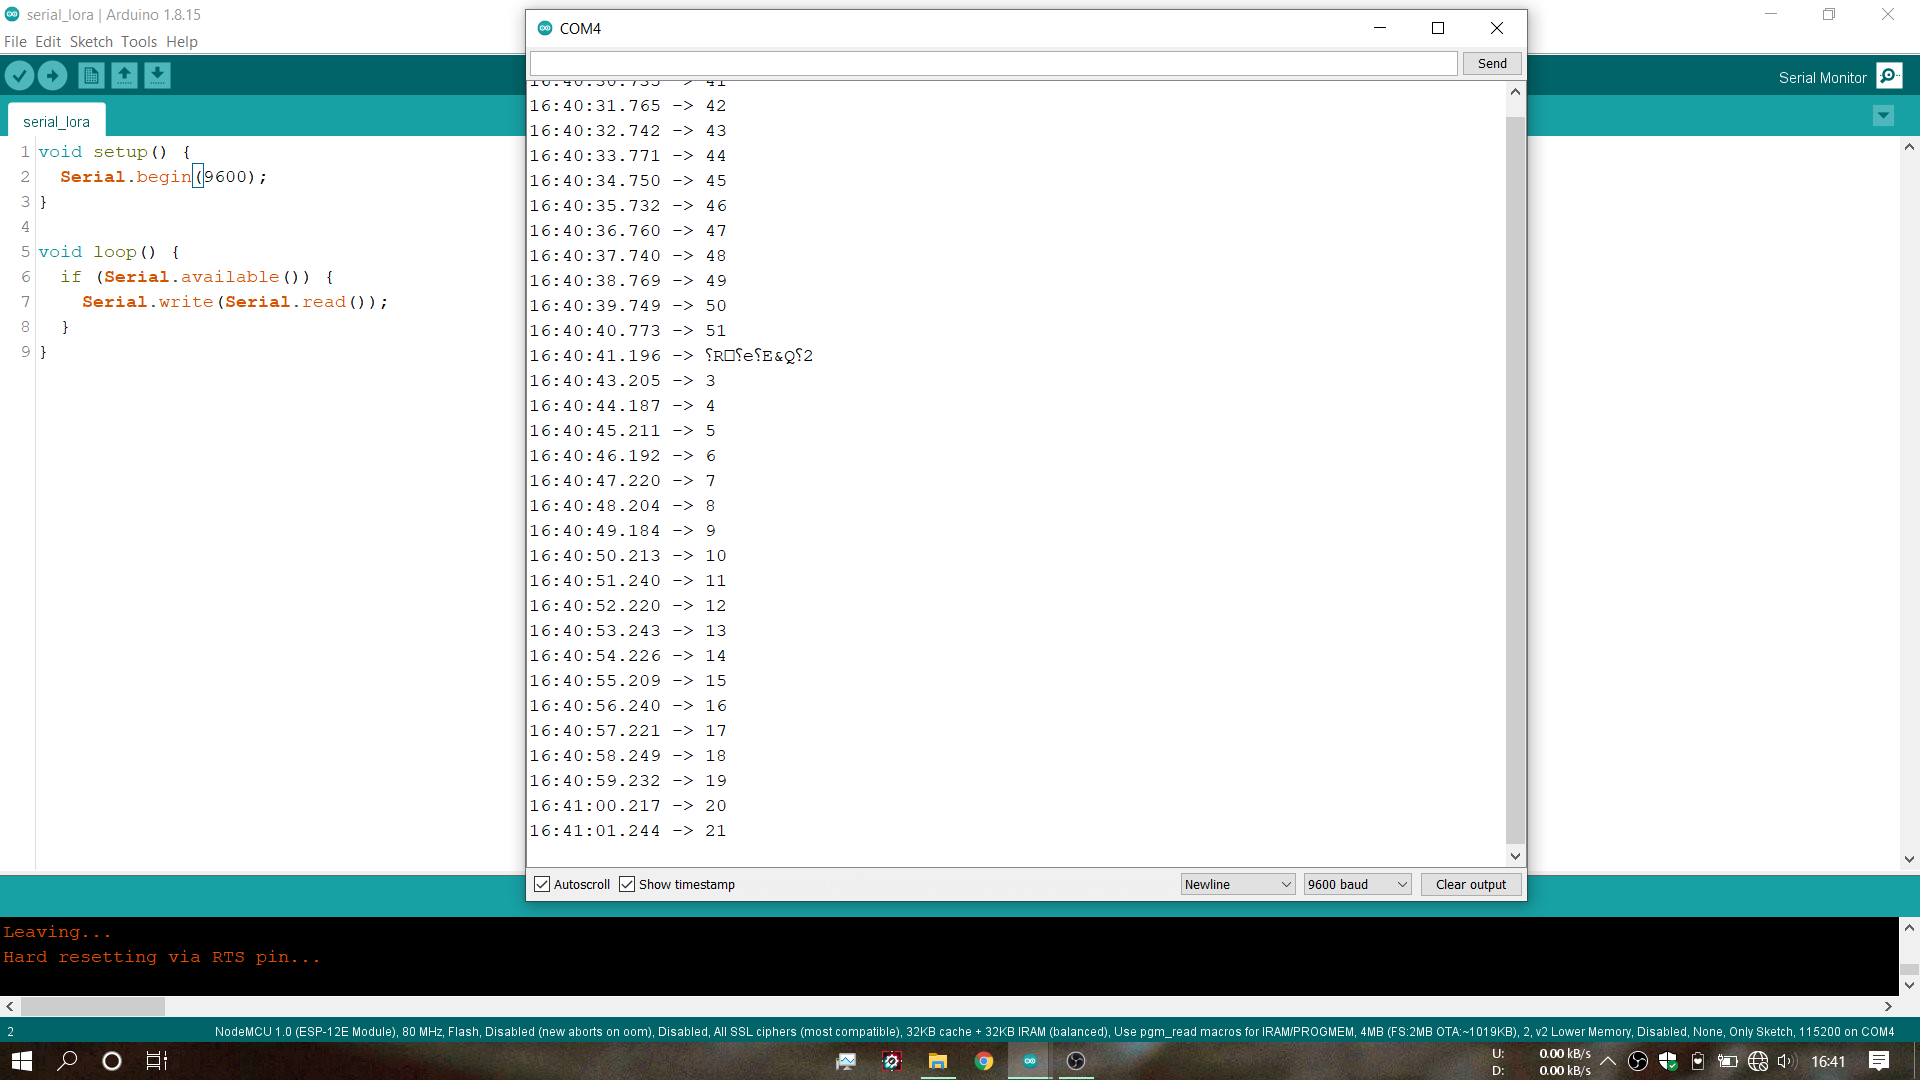 serial_lora | Arduino 1.8.15
File Edit Sketch Tools Help
Serial Monitor
serial_lora
1 void setup() {
2   Serial.begin(9600);
3 }
4
5 void loop() {
6   if (Serial.available()) {
7     Serial.write(Serial.read());
8   }
9 }
COM4
Send
16:40:30.735 -> 41
16:40:31.765 -> 42
16:40:32.742 -> 43
16:40:33.771 -> 44
16:40:34.750 -> 45
16:40:35.732 -> 46
16:40:36.760 -> 47
16:40:37.740 -> 48
16:40:38.769 -> 49
16:40:39.749 -> 50
16:40:40.773 -> 51
16:40:41.196 -> ⸮R□⸮e⸮E&Q⸮2
16:40:43.205 -> 3
16:40:44.187 -> 4
16:40:45.211 -> 5
16:40:46.192 -> 6
16:40:47.220 -> 7
16:40:48.204 -> 8
16:40:49.184 -> 9
16:40:50.213 -> 10
16:40:51.240 -> 11
16:40:52.220 -> 12
16:40:53.243 -> 13
16:40:54.226 -> 14
16:40:55.209 -> 15
16:40:56.240 -> 16
16:40:57.221 -> 17
16:40:58.249 -> 18
16:40:59.232 -> 19
16:41:00.217 -> 20
16:41:01.244 -> 21
Autoscroll Show timestamp Newline 9600 baud Clear output
Leaving...
Hard resetting via RTS pin...
2 NodeMCU 1.0 (ESP-12E Module), 80 MHz, Flash, Disabled (new aborts on oom), Disabled, All SSL ciphers (most compatible), 32KB cache + 32KB IRAM (balanced), Use pgm_read macros for IRAM/PROGMEM, 4MB (FS:2MB OTA:~1019KB), 2, v2 Lower Memory, Disabled, None, Only Sketch, 115200 on COM4
U: 0.00 kB/s
D: 0.00 kB/s
16:41